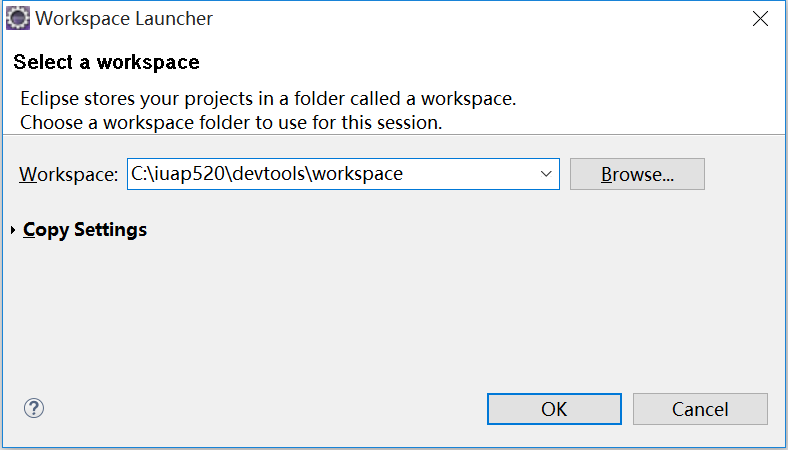 Workspace Launcher
Select a workspace
Eclipse stores your projects in a folder called a workspace.
Choose a workspace folder to use for this session.
Workspace: C:\iuap520\devtools\workspace Browse...
Copy Settings
? OK Cancel